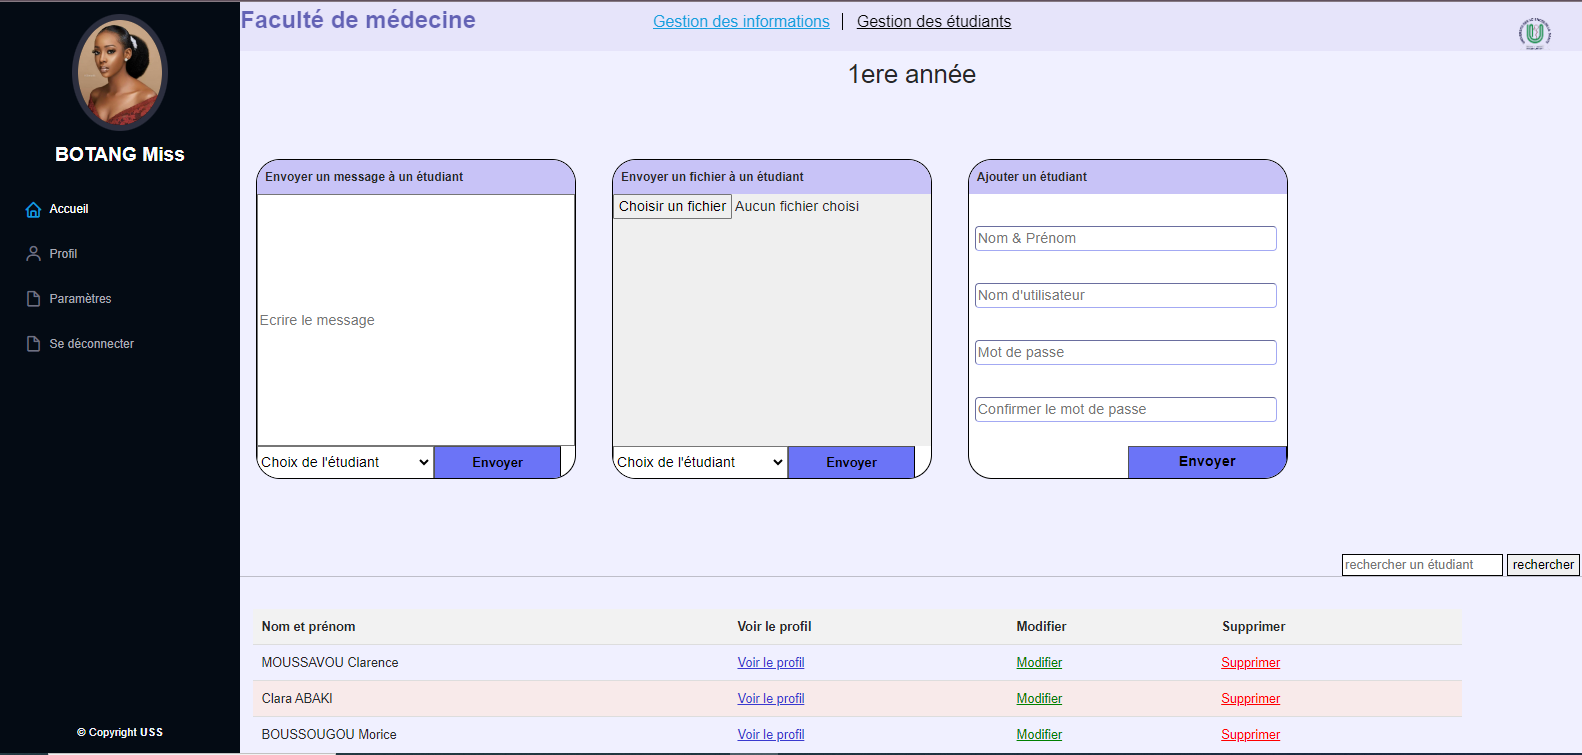 Faculté de médecine
Gestion des informations | Gestion des étudiants
1ere année
BOTANG Miss
Accueil
Profil
Paramètres
Se déconnecter
© Copyright USS
Envoyer un message à un étudiant
Ecrire le message
Choix de l'étudiant Envoyer
Envoyer un fichier à un étudiant
Choisir un fichier Aucun fichier choisi
Choix de l'étudiant Envoyer
Ajouter un étudiant
Nom & Prénom
Nom d'utilisateur
Mot de passe
Confirmer le mot de passe
Envoyer
rechercher un étudiant rechercher
Nom et prénom Voir le profil Modifier Supprimer
MOUSSAVOU Clarence Voir le profil Modifier Supprimer
Clara ABAKI Voir le profil Modifier Supprimer
BOUSSOUGOU Morice Voir le profil Modifier Supprimer